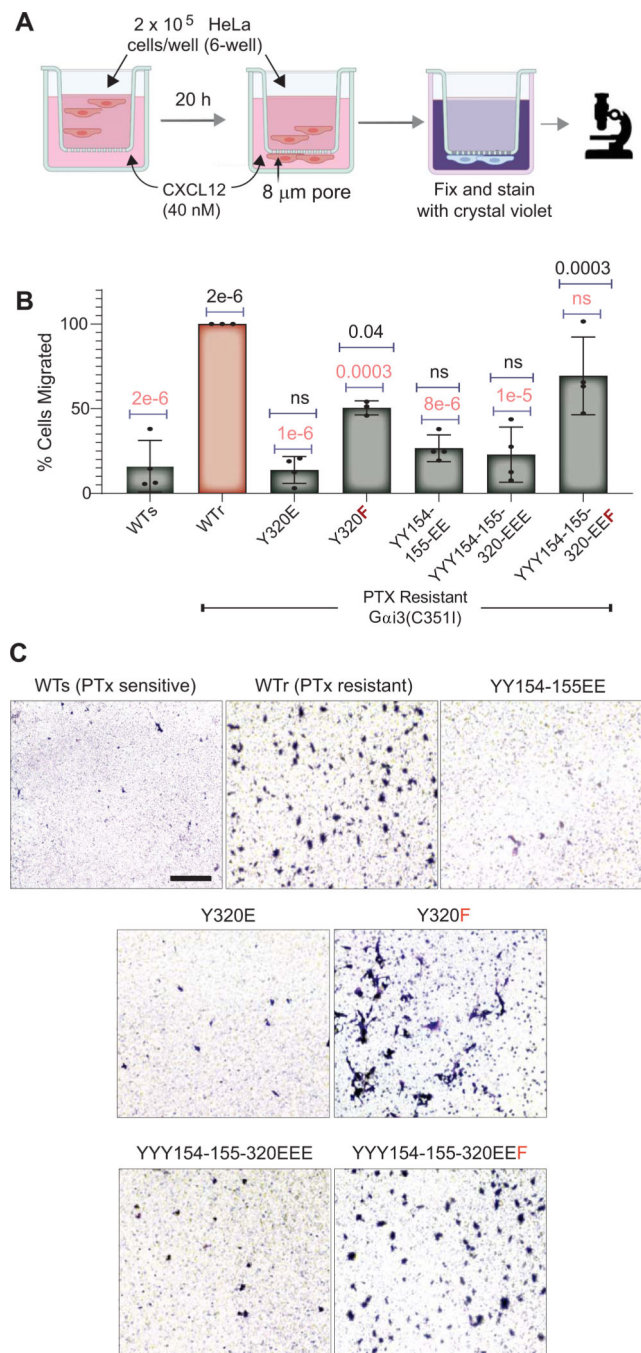 A
2 x 10⁵ HeLa
cells/well (6-well)
20 h
CXCL12
(40 nM)
8 μm pore
Fix and stain
with crystal violet
B
% Cells Migrated
100
50
0
2e-6
2e-6
ns
1e-6
0.04
0.0003
ns
8e-6
ns
1e-5
0.0003
ns
WTs
WTr
Y320E
Y320F
YY154-
155-EE
YYY154-155-
320-EEE
YYY154-155-
320-EEF
PTX Resistant
Gαi3(C351I)
C
WTs (PTx sensitive)
WTr (PTx resistant)
YY154-155EE
Y320E
Y320F
YYY154-155-320EEE
YYY154-155-320EEF